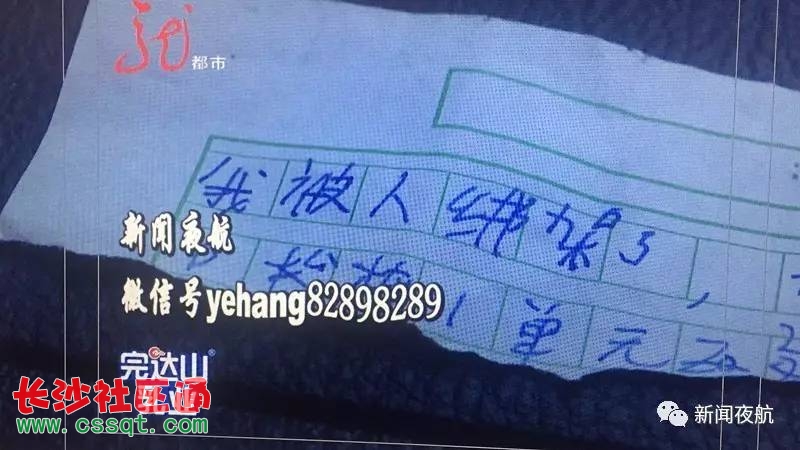 都市
我被人绑架了，
1单元
新闻夜航
微信号yehang82898289
完达山
乳业
长沙社区通
www.cssqt.com
新闻夜航